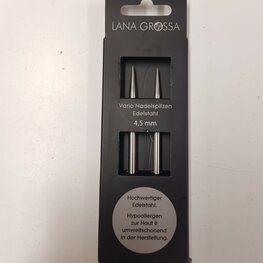 LANA GROSSA
Vario Nadelspitzen
Edelstahl
4,5 mm
Hochwertiger
Edelstahl.
Hypoallergen
zur Haut &
umweltschonend
in der Herstellung.